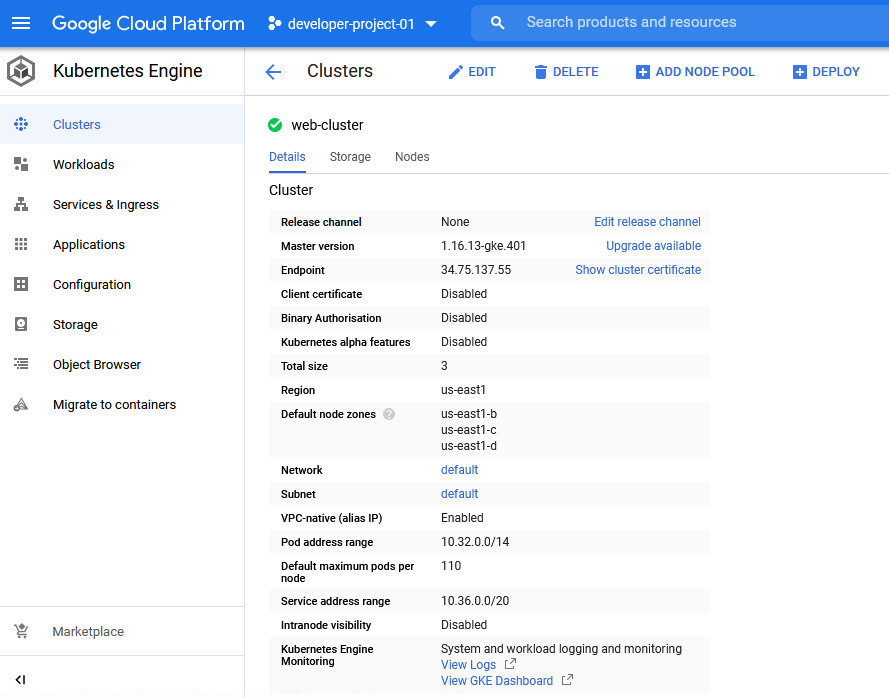 Google Cloud Platform developer-project-01 Search products and resources
Kubernetes Engine
Clusters EDIT DELETE ADD NODE POOL DEPLOY
Clusters
Workloads
Services & Ingress
Applications
Configuration
Storage
Object Browser
Migrate to containers
Marketplace
web-cluster
Details Storage Nodes
Cluster
Release channel None Edit release channel
Master version 1.16.13-gke.401 Upgrade available
Endpoint 34.75.137.55 Show cluster certificate
Client certificate Disabled
Binary Authorisation Disabled
Kubernetes alpha features Disabled
Total size 3
Region us-east1
Default node zones ? us-east1-b
us-east1-c
us-east1-d
Network default
Subnet default
VPC-native (alias IP) Enabled
Pod address range 10.32.0.0/14
Default maximum pods per 110
node
Service address range 10.36.0.0/20
Intranode visibility Disabled
Kubernetes Engine System and workload logging and monitoring
Monitoring View Logs
View GKE Dashboard